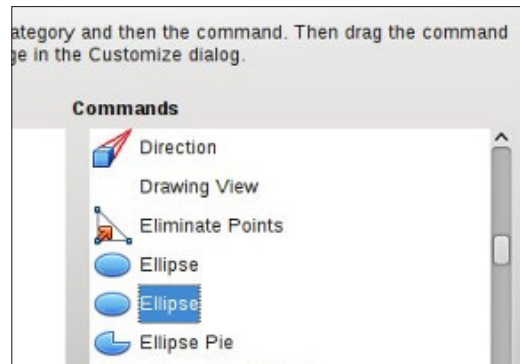 ategory and then the command. Then drag the command
ge in the Customize dialog.
Commands
Direction
Drawing View
Eliminate Points
Ellipse
Ellipse
Ellipse Pie